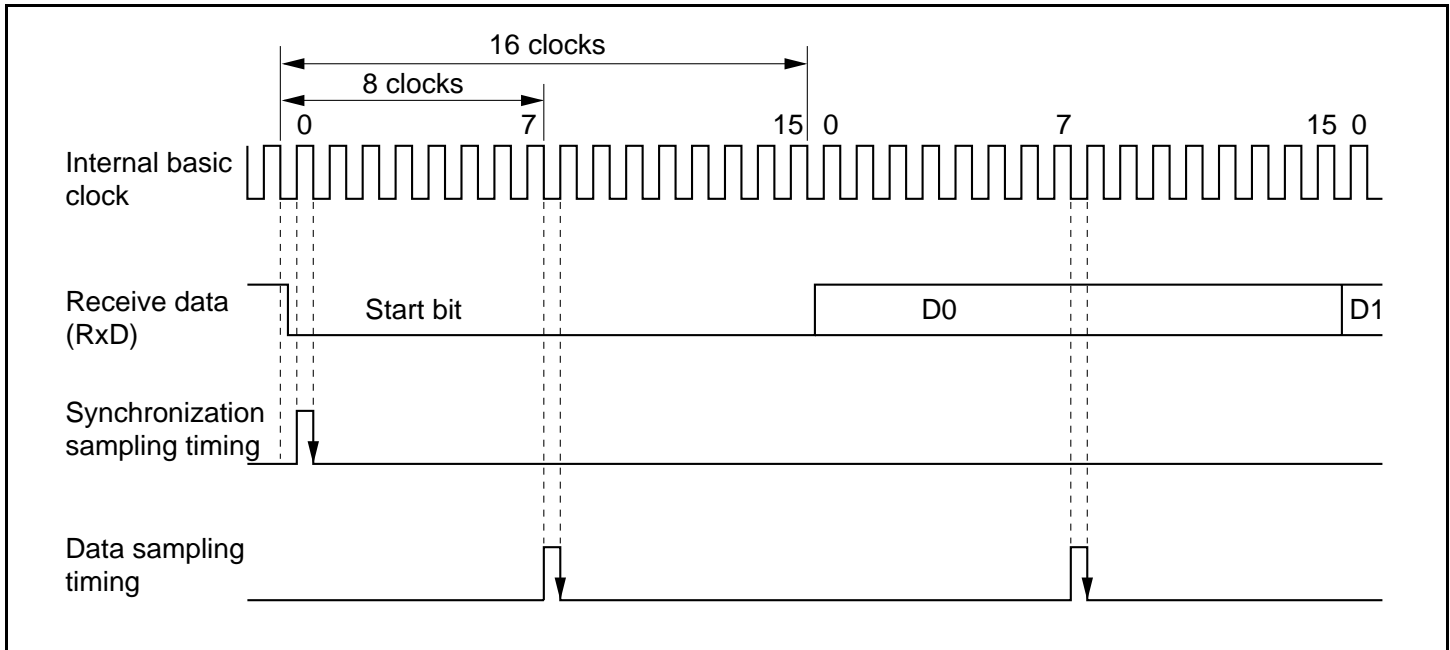 16 clocks
8 clocks
0 7 15 0 7 15 0
Internal basic
clock
Receive data
(RxD)
Start bit D0 D1
Synchronization
sampling timing
Data sampling
timing